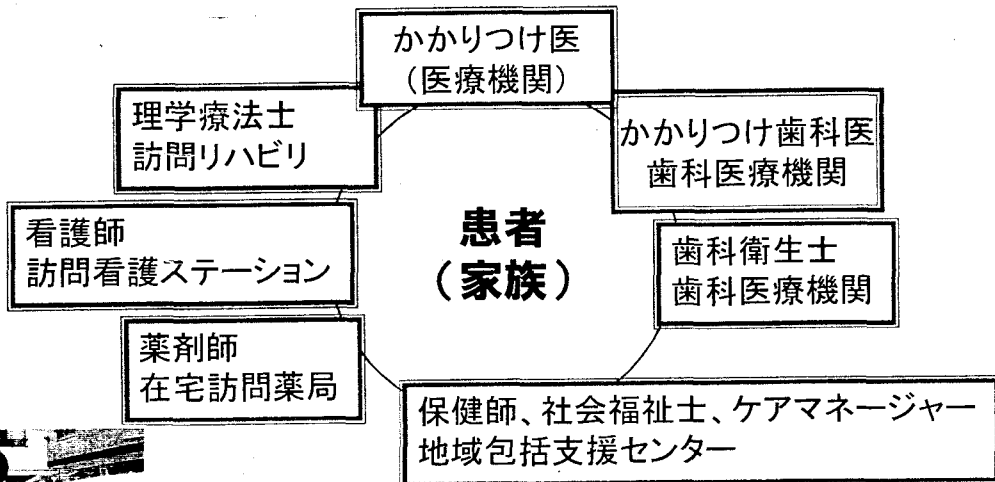 かかりつけ医
(医療機関)
理学療法士
訪問リハビリ
かかりつけ歯科医
歯科医療機関
患者
(家族)
看護師
訪問看護ステーション
歯科衛生士
歯科医療機関
薬剤師
在宅訪問薬局
保健師、社会福祉士、ケアマネージャー
地域包括支援センター